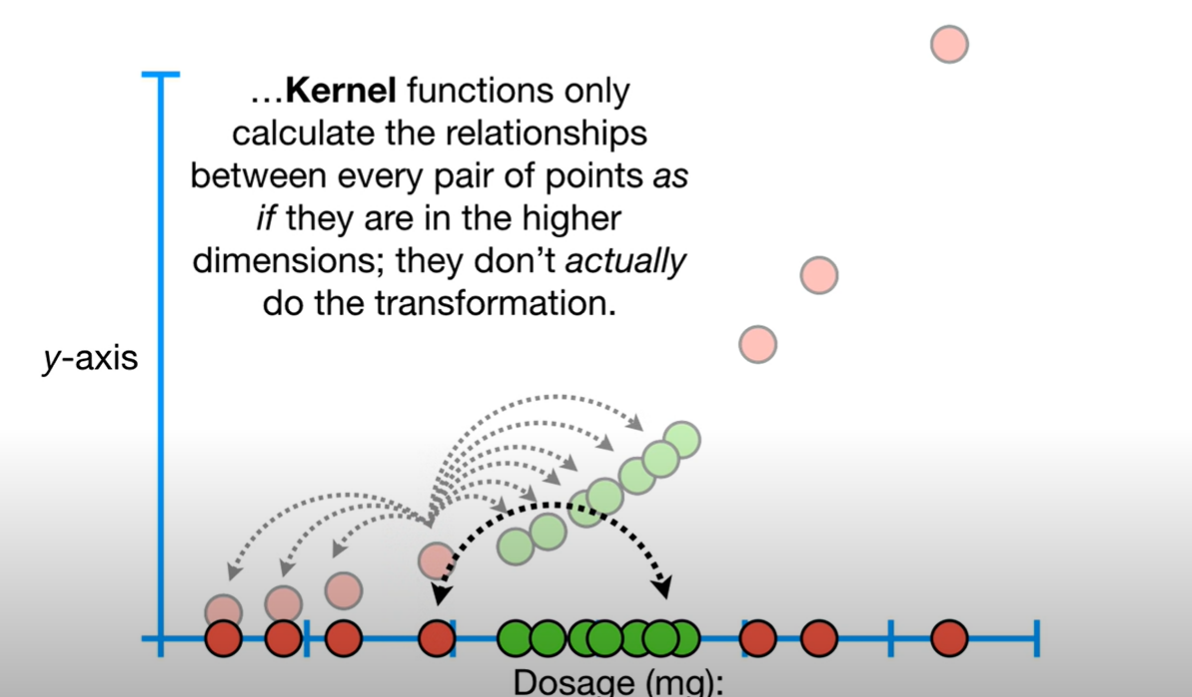 …Kernel functions only
calculate the relationships
between every pair of points as
if they are in the higher
dimensions; they don’t actually
do the transformation.
y-axis
Dosage (mg):